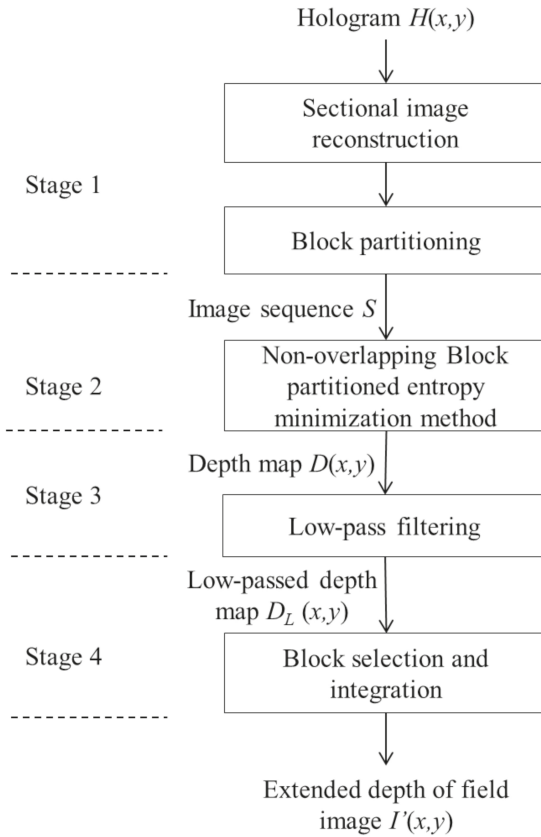 Hologram H(x,y)
Sectional image
reconstruction
Stage 1
Block partitioning
Image sequence S
Non-overlapping Block
partitioned entropy
minimization method
Stage 2
Depth map D(x,y)
Stage 3
Low-pass filtering
Low-passed depth
map D_L (x,y)
Stage 4
Block selection and
integration
Extended depth of field
image I'(x,y)